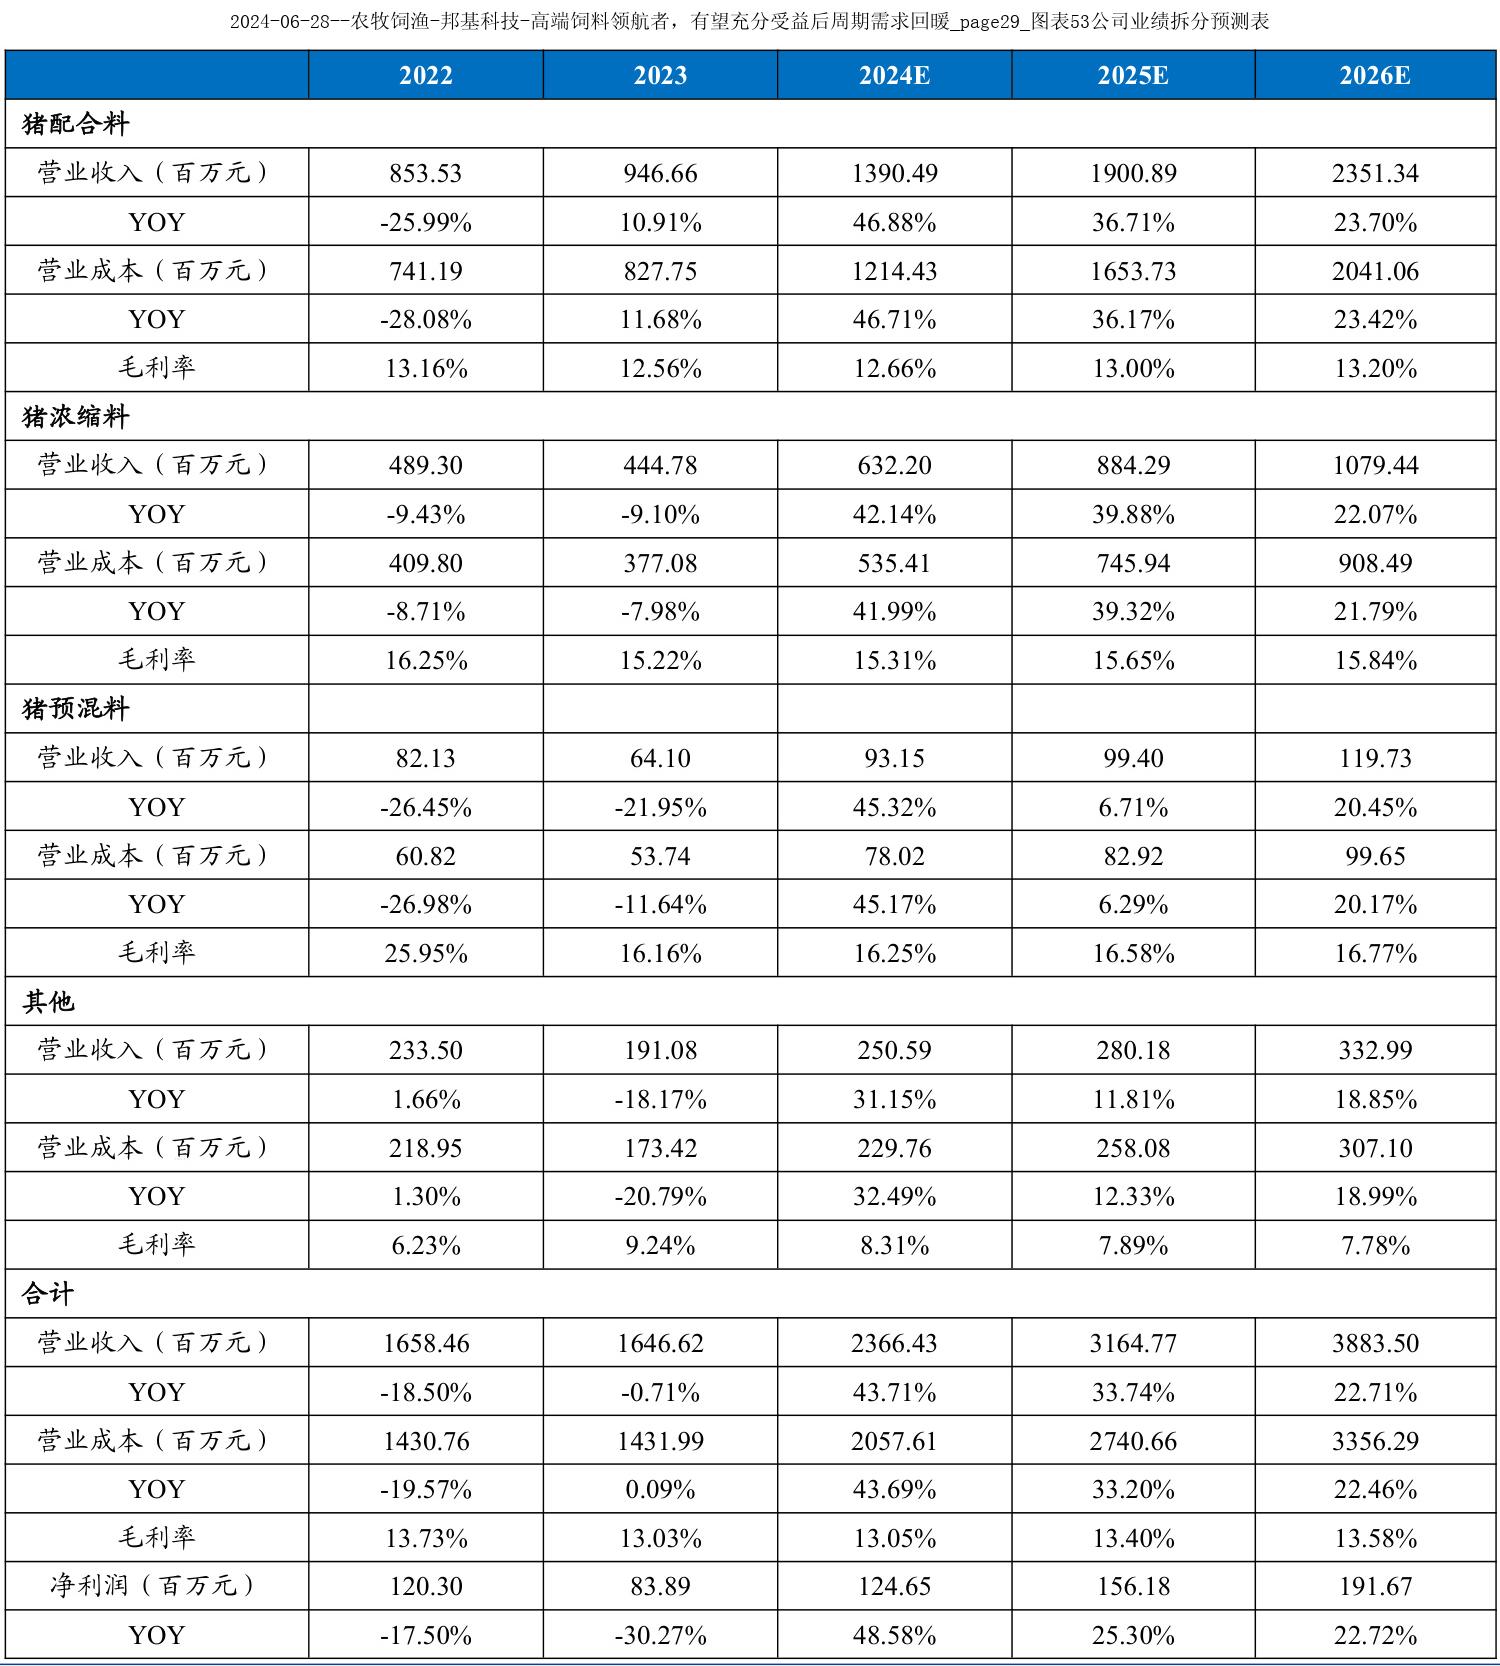 2024-06-28--农牧饲渔-邦基科技-高端饲料领航者，有望充分受益后周期需求回暖_page29_图表53公司业绩拆分预测表
2022 2023 2024E 2025E 2026E
猪配合料
营业收入（百万元） 853.53 946.66 1390.49 1900.89 2351.34
YOY -25.99% 10.91% 46.88% 36.71% 23.70%
营业成本（百万元） 741.19 827.75 1214.43 1653.73 2041.06
YOY -28.08% 11.68% 46.71% 36.17% 23.42%
毛利率 13.16% 12.56% 12.66% 13.00% 13.20%
猪浓缩料
营业收入（百万元） 489.30 444.78 632.20 884.29 1079.44
YOY -9.43% -9.10% 42.14% 39.88% 22.07%
营业成本（百万元） 409.80 377.08 535.41 745.94 908.49
YOY -8.71% -7.98% 41.99% 39.32% 21.79%
毛利率 16.25% 15.22% 15.31% 15.65% 15.84%
猪预混料
营业收入（百万元） 82.13 64.10 93.15 99.40 119.73
YOY -26.45% -21.95% 45.32% 6.71% 20.45%
营业成本（百万元） 60.82 53.74 78.02 82.92 99.65
YOY -26.98% -11.64% 45.17% 6.29% 20.17%
毛利率 25.95% 16.16% 16.25% 16.58% 16.77%
其他
营业收入（百万元） 233.50 191.08 250.59 280.18 332.99
YOY 1.66% -18.17% 31.15% 11.81% 18.85%
营业成本（百万元） 218.95 173.42 229.76 258.08 307.10
YOY 1.30% -20.79% 32.49% 12.33% 18.99%
毛利率 6.23% 9.24% 8.31% 7.89% 7.78%
合计
营业收入（百万元） 1658.46 1646.62 2366.43 3164.77 3883.50
YOY -18.50% -0.71% 43.71% 33.74% 22.71%
营业成本（百万元） 1430.76 1431.99 2057.61 2740.66 3356.29
YOY -19.57% 0.09% 43.69% 33.20% 22.46%
毛利率 13.73% 13.03% 13.05% 13.40% 13.58%
净利润（百万元） 120.30 83.89 124.65 156.18 191.67
YOY -17.50% -30.27% 48.58% 25.30% 22.72%